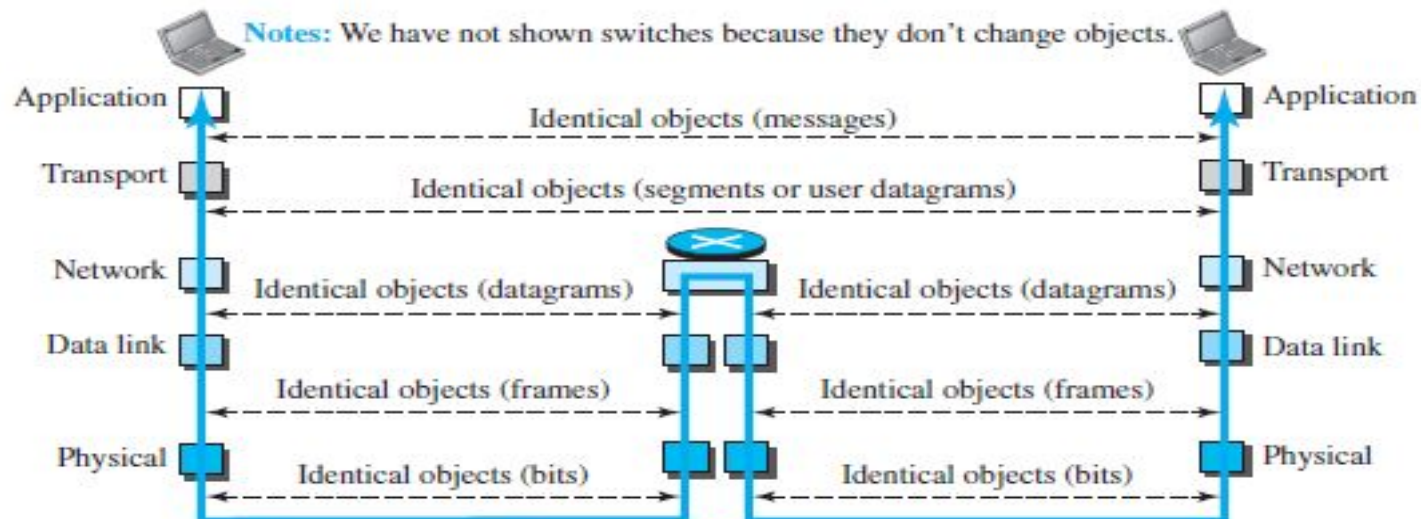 Notes: We have not shown switches because they don't change objects.
Application
Application
Identical objects (messages)
Transport
Transport
Identical objects (segments or user datagrams)
Network
Network
Identical objects (datagrams)
Identical objects (datagrams)
Data link
Data link
Identical objects (frames)
Identical objects (frames)
Physical
Physical
Identical objects (bits)
Identical objects (bits)